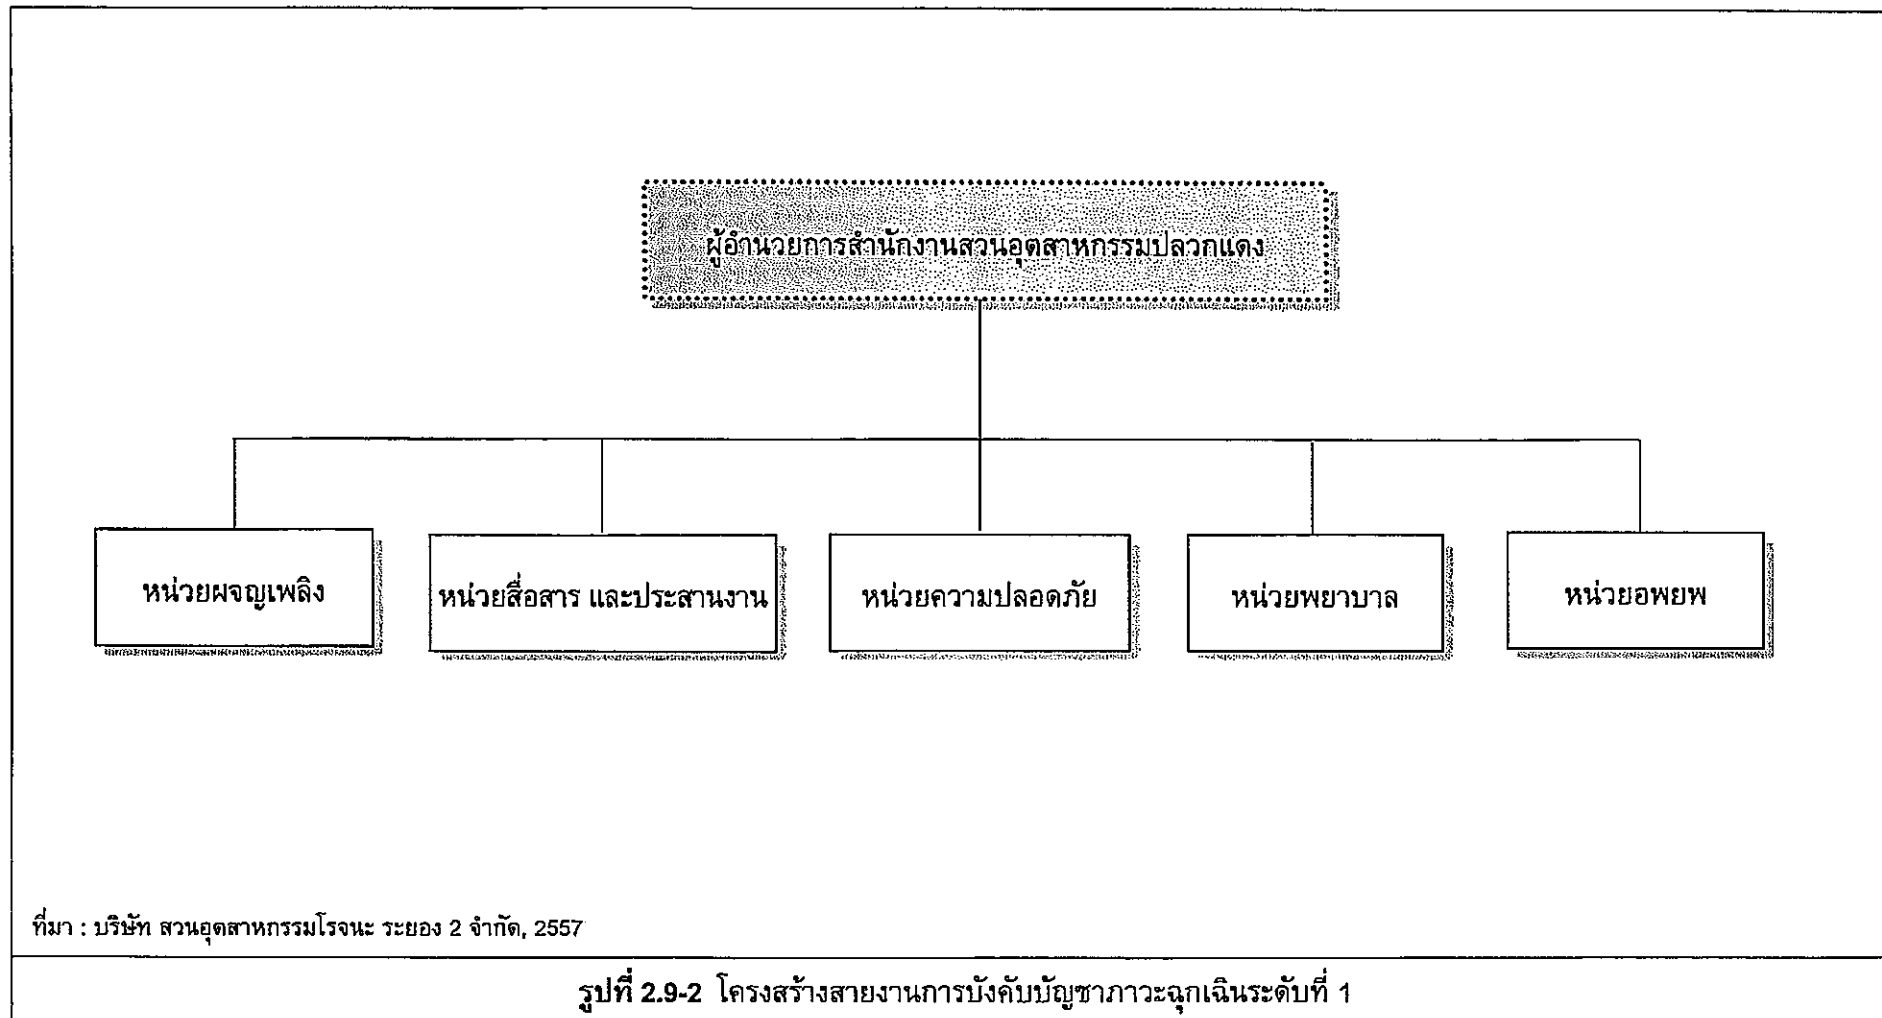 ผู้อำนวยการสำนักงานสวนอุตสาหกรรมปลวกแดง
หน่วยผจญเพลิง
หน่วยสื่อสาร และประสานงาน
หน่วยความปลอดภัย
หน่วยพยาบาล
หน่วยอพยพ
ที่มา : บริษัท สวนอุตสาหกรรมโรจนะ ระยอง 2 จำกัด, 2557
รูปที่ 2.9-2 โครงสร้างสายงานการบังคับบัญชาภาวะฉุกเฉินระดับที่ 1